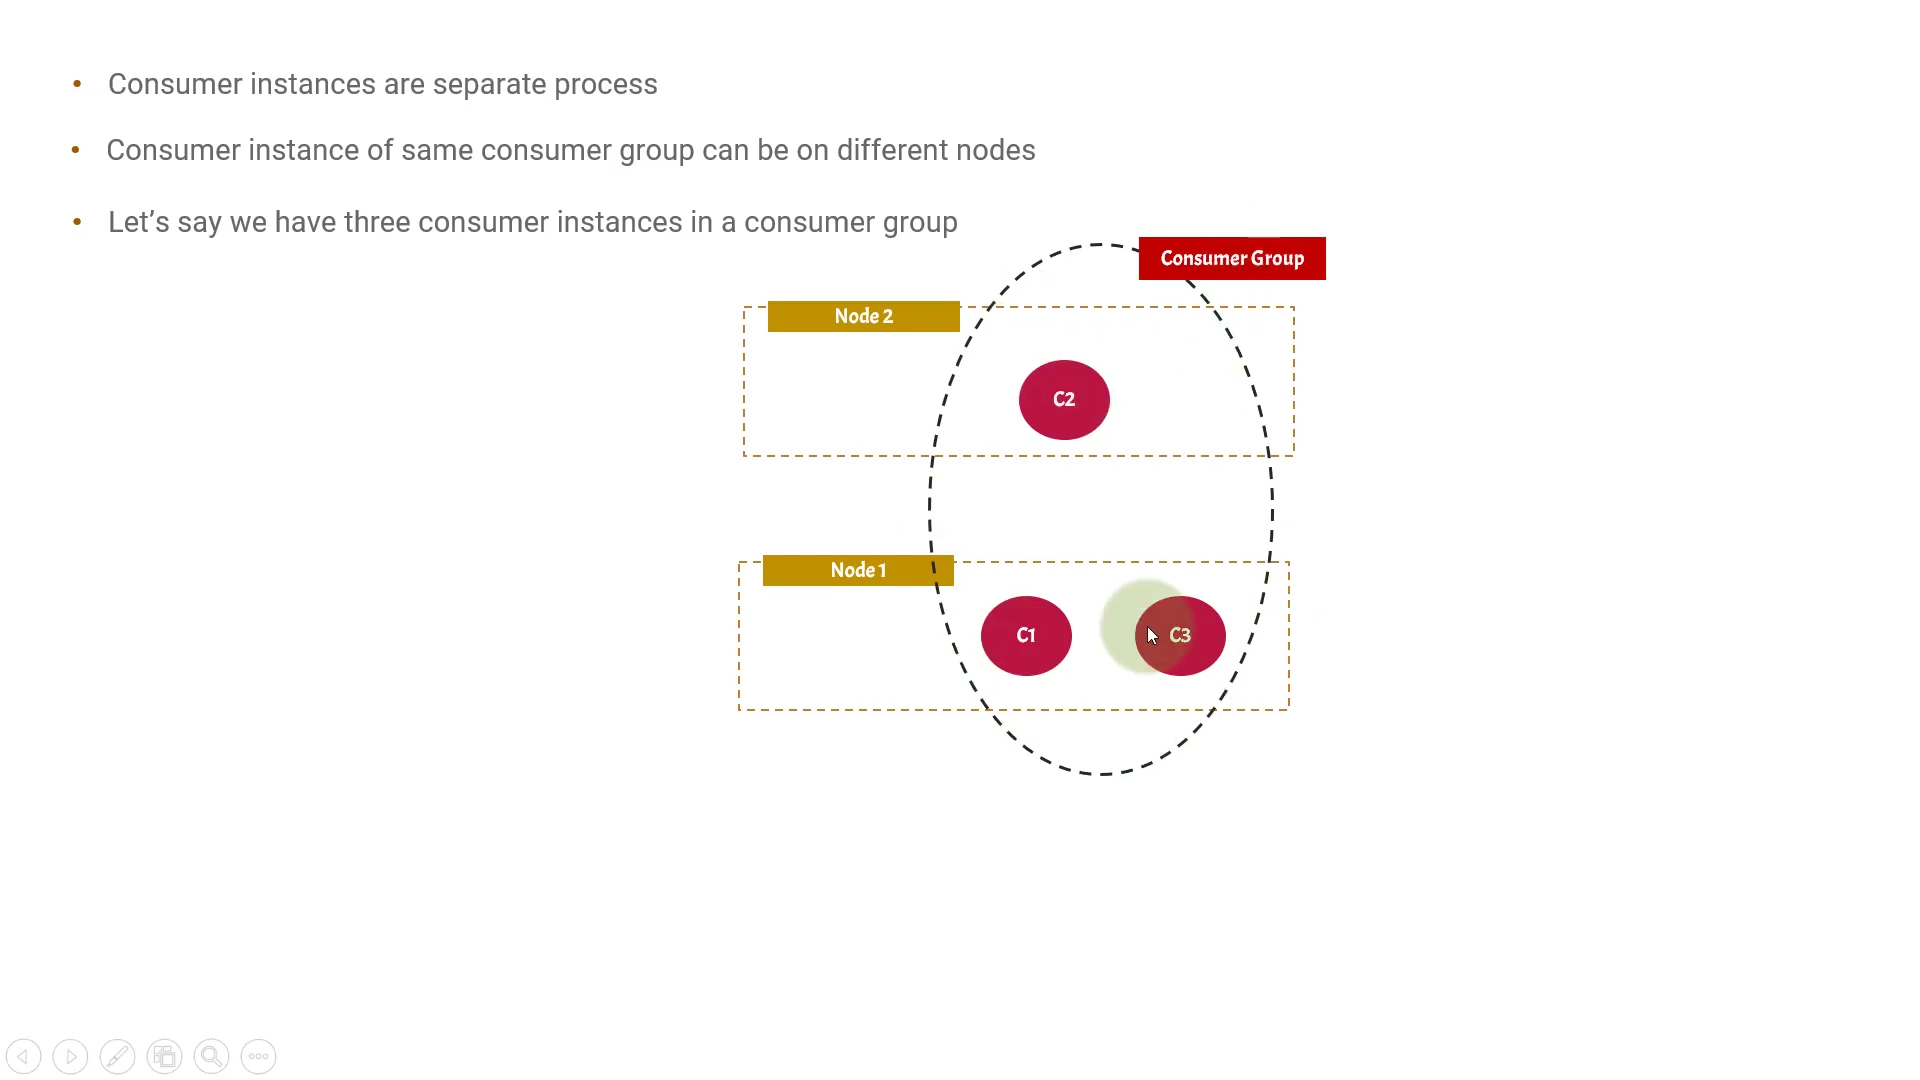 • Consumer instances are separate process
• Consumer instance of same consumer group can be on different nodes
• Let’s say we have three consumer instances in a consumer group
Consumer Group
Node 2
C2
Node 1
C1
C3